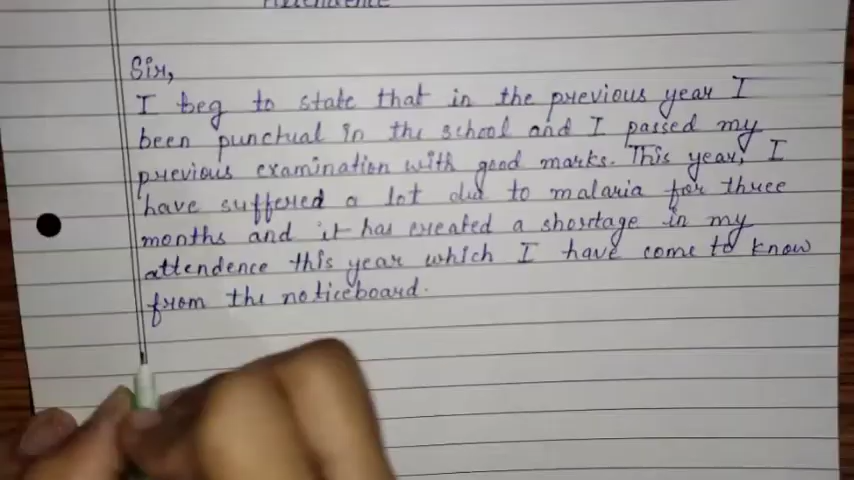 Attendence
Sir,
I beg to state that in the previous year I
been punctual in the school and I passed my
previous examination with good marks. This year, I
have suffered a lot due to malaria for three
months and it has created a shortage in my
attendence this year which I have come to know
from the noticeboard.